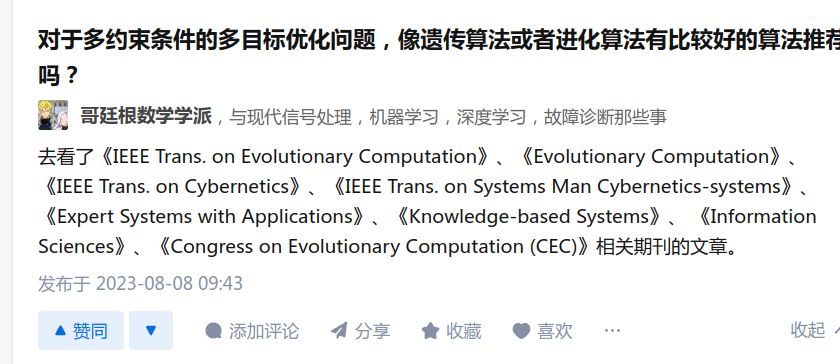 对于多约束条件的多目标优化问题，像遗传算法或者进化算法有比较好的算法推荐
吗？
哥廷根数学学派，与现代信号处理，机器学习，深度学习，故障诊断那些事
去看了《IEEE Trans. on Evolutionary Computation》、《Evolutionary Computation》、
《IEEE Trans. on Cybernetics》、《IEEE Trans. on Systems Man Cybernetics-systems》、
《Expert Systems with Applications》、《Knowledge-based Systems》、 《Information
Sciences》、《Congress on Evolutionary Computation (CEC)》相关期刊的文章。
发布于 2023-08-08 09:43
赞同 添加评论 分享 收藏 喜欢 ··· 收起